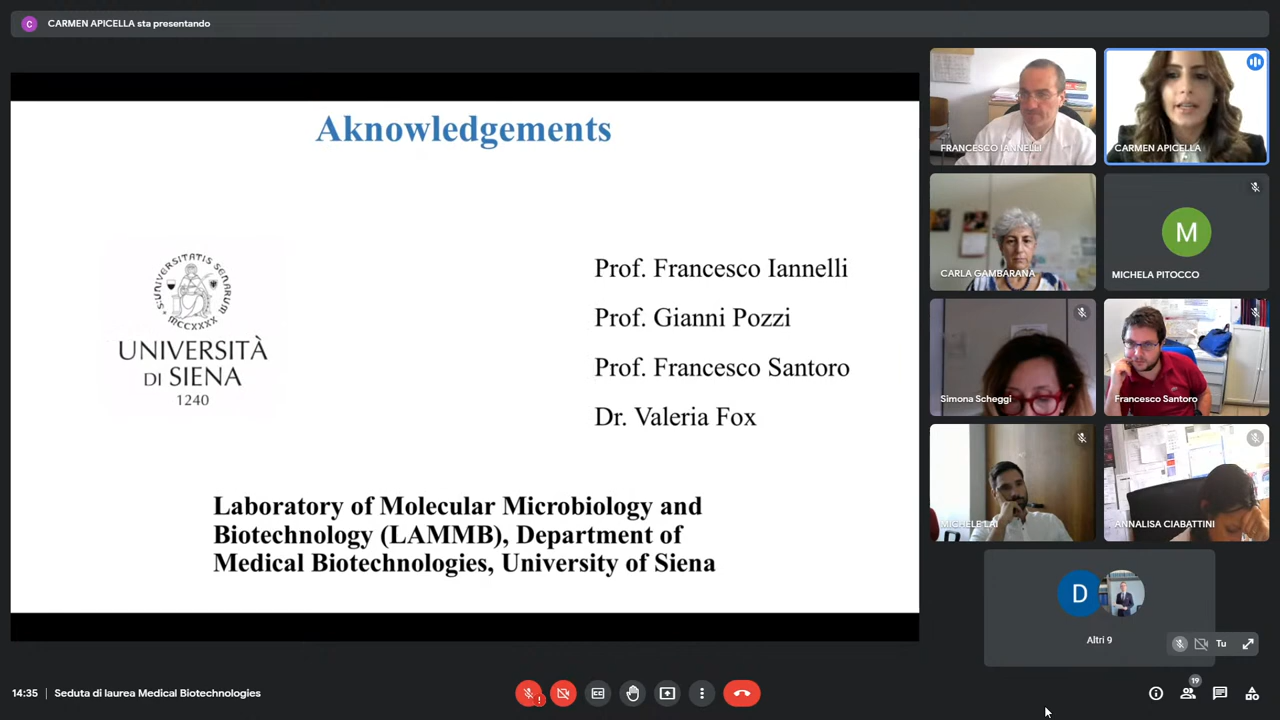 C
CARMEN APICELLA sta presentando
Aknowledgements
S·UNIVERSITATIS SENARUM
MCCXXXX
UNIVERSITÀ
DI SIENA
1240
Prof. Francesco Iannelli
Prof. Gianni Pozzi
Prof. Francesco Santoro
Dr. Valeria Fox
Laboratory of Molecular Microbiology and
Biotechnology (LAMMB), Department of
Medical Biotechnologies, University of Siena
FRANCESCO IANNELLI
CARMEN APICELLA
CARLA GAMBARANA
M
MICHELA PITOCCO
Simona Scheggi
Francesco Santoro
MICHELE LAI
ANNALISA CIABATTINI
D
Altri 9
Tu
14:35
Seduta di laurea Medical Biotechnologies
19